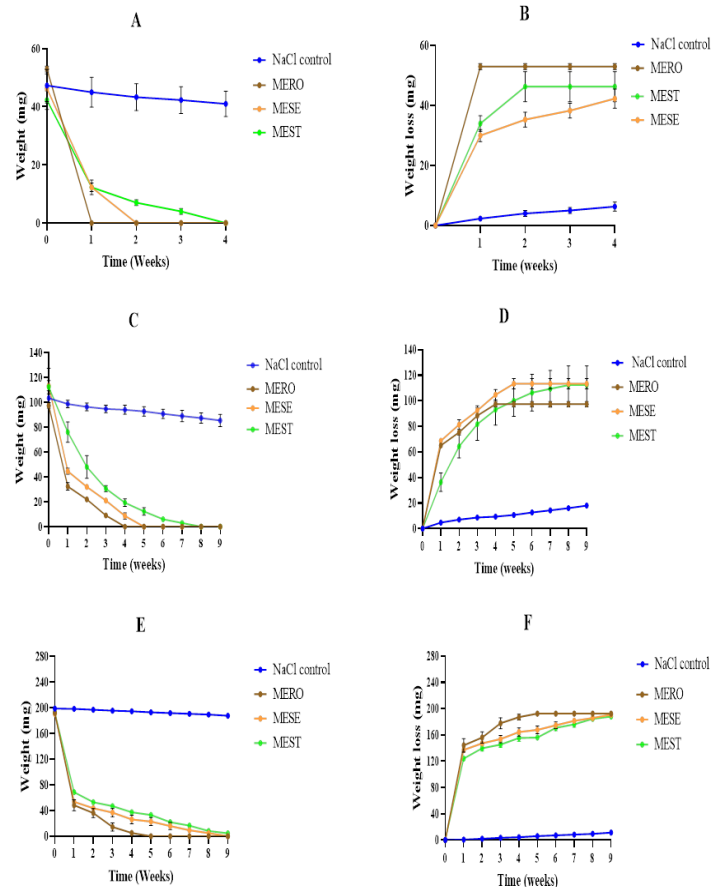 A
Weight (mg)
60
40
20
0
0 1 2 3 4
Time (Weeks)
NaCl control
MERO
MESE
MEST
B
Weight loss (mg)
60
40
20
0
1 2 3 4
Time (weeks)
NaCl control
MERO
MEST
MESE
C
Weight (mg)
140
120
100
80
60
40
20
0
0 1 2 3 4 5 6 7 8 9
Time (weeks)
NaCl control
MERO
MESE
MEST
D
Weight loss (mg)
140
120
100
80
60
40
20
0
0 1 2 3 4 5 6 7 8 9
Time (weeks)
NaCl control
MERO
MESE
MEST
E
Weight (mg)
280
240
200
160
120
80
40
0
0 1 2 3 4 5 6 7 8 9
Time (Weeks)
NaCl control
MERO
MESE
MEST
F
Weight loss (mg)
280
240
200
160
120
80
40
0
0 1 2 3 4 5 6 7 8 9
Time (weeks)
NaCl control
MERO
MESE
MEST